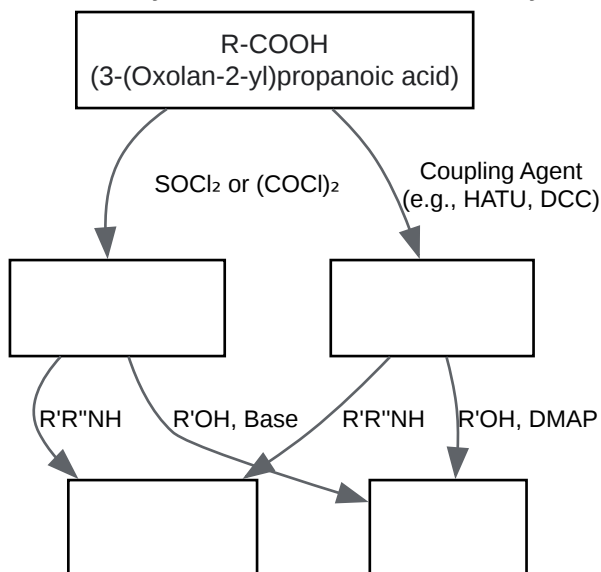 R-COOH
(3-(Oxolan-2-yl)propanoic acid)
SOCl₂ or (COCl)₂
Coupling Agent
(e.g., HATU, DCC)
R'R"NH
R'OH, Base
R'R"NH
R'OH, DMAP